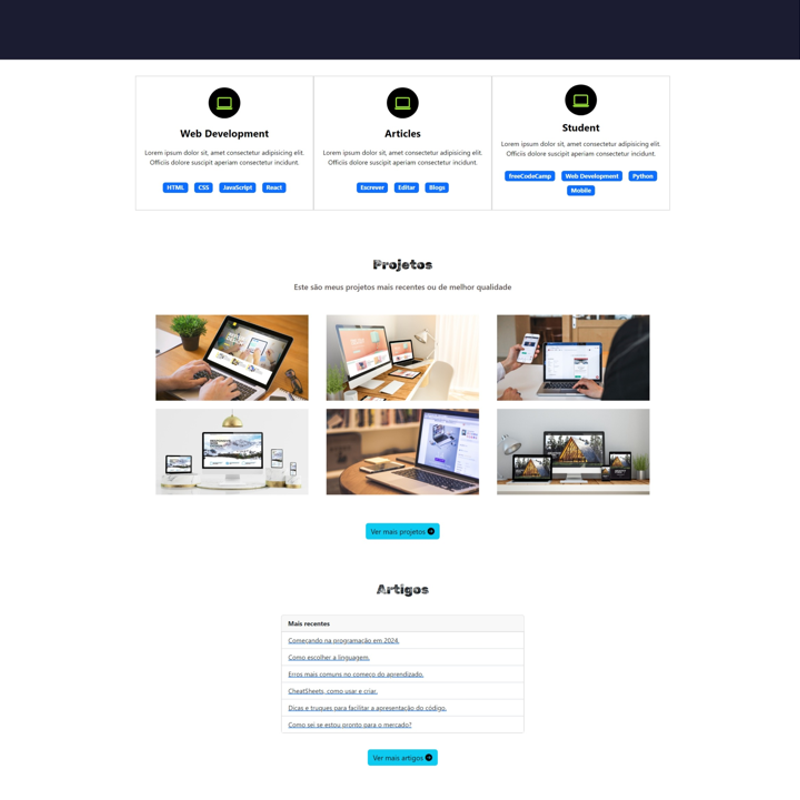 Web Development
Lorem ipsum dolor sit, amet consectetur adipisicing elit.
Officiis dolore suscipit aperiam consectetur incidunt.
HTML CSS JavaScript React
Articles
Lorem ipsum dolor sit, amet consectetur adipisicing elit.
Officiis dolore suscipit aperiam consectetur incidunt.
Escrever Editar Blogs
Student
Lorem ipsum dolor sit, amet consectetur adipisicing elit.
Officiis dolore suscipit aperiam consectetur incidunt.
freeCodeCamp Web Development Python
Mobile
Projetos
Este são meus projetos mais recentes ou de melhor qualidade
Ver mais projetos
Artigos
Mais recentes
Começando na programação em 2024.
Como escolher a linguagem.
Erros mais comuns no começo do aprendizado.
CheatSheets, como usar e criar.
Dicas e truques para facilitar a apresentação do código.
Como sei se estou pronto para o mercado?
Ver mais artigos